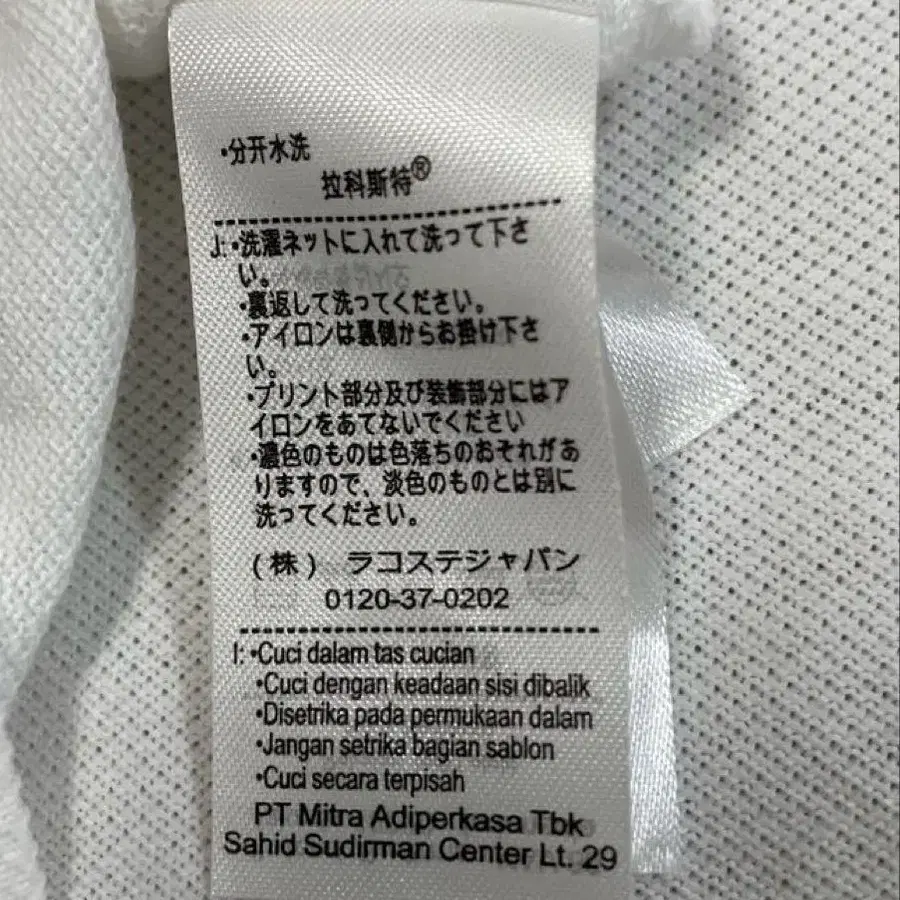 •分开水洗
拉科斯特®
J:•洗濯ネットに入れて洗って下さ
い。
•裏返して洗ってください。
•アイロンは裏側からお掛け下さ
い。
•プリント部分及び装飾部分にはア
イロンをあてないでください
•濃色のものは色落ちのおそれがあ
りますので、淡色のものとは別に
洗ってください。
(株) ラコステジャパン
0120-37-0202
I: •Cuci dalam tas cucian
•Cuci dengan keadaan sisi dibalik
•Disetrika pada permukaan dalam
•Jangan setrika bagian sablon
•Cuci secara terpisah
PT Mitra Adiperkasa Tbk
Sahid Sudirman Center Lt. 29